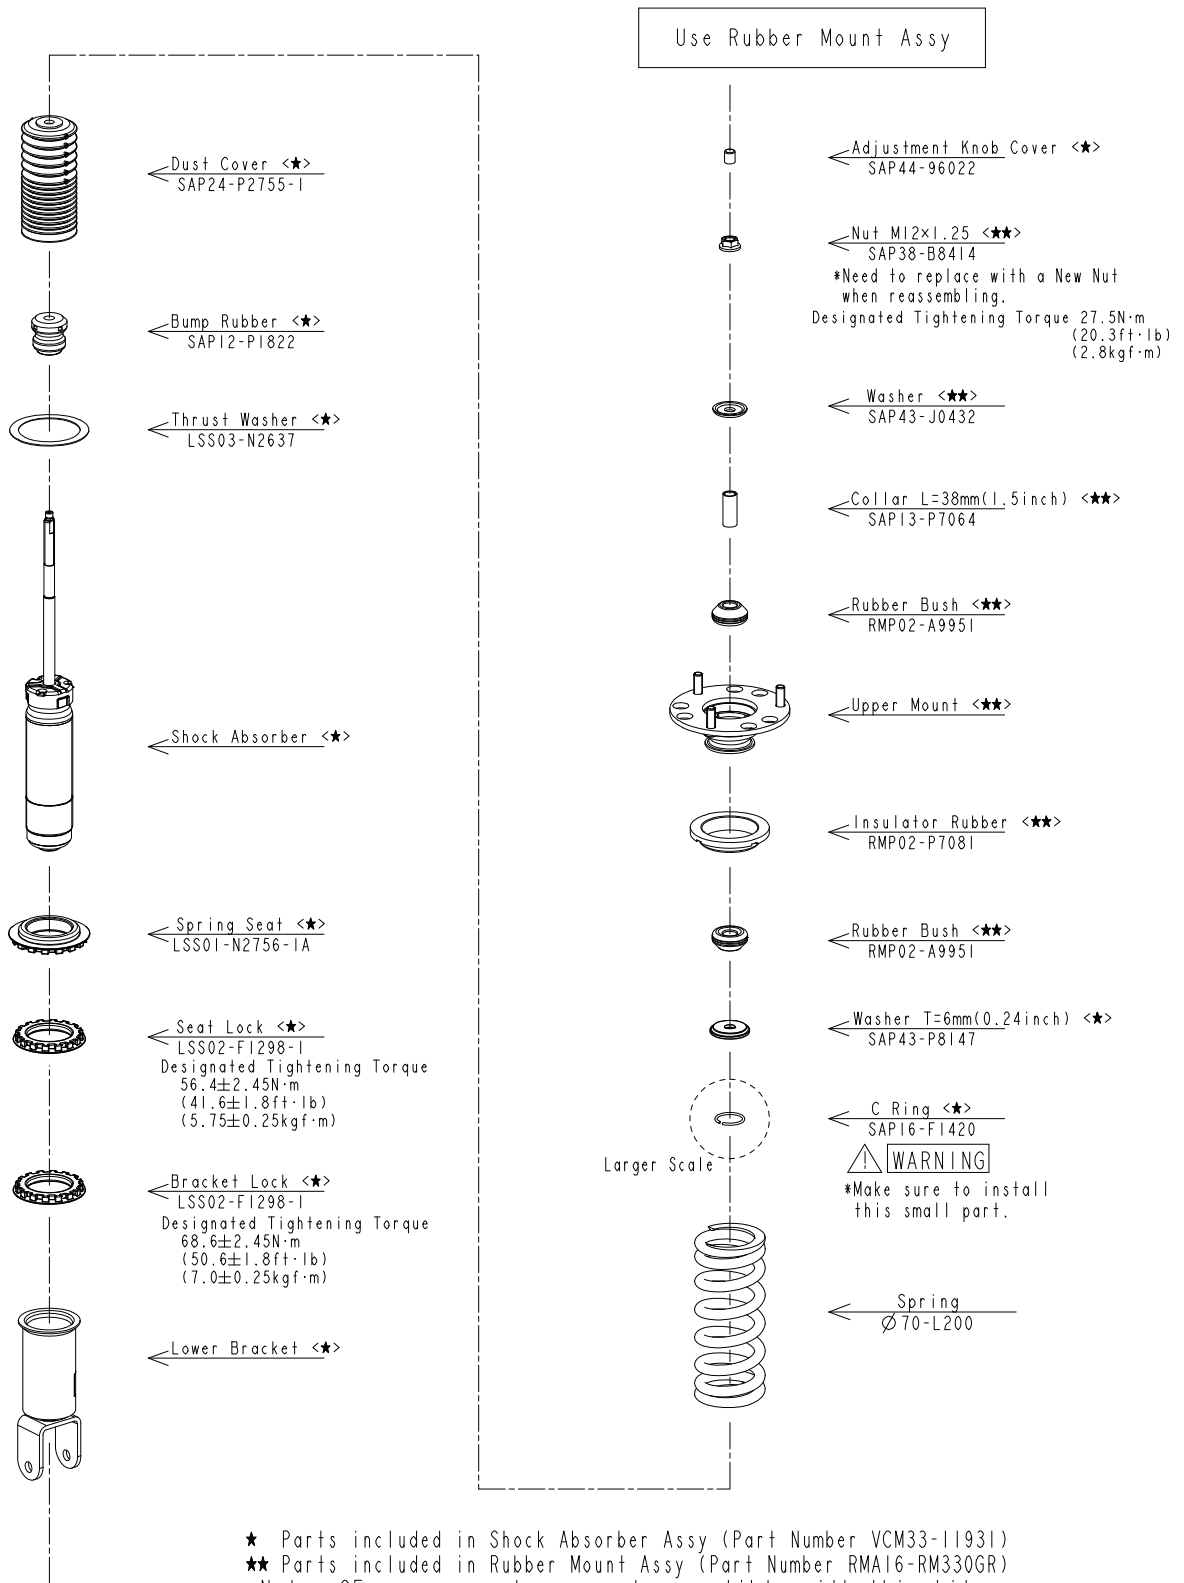 Use Rubber Mount Assy
Dust Cover <★>
SAP24-P2755-1
Bump Rubber <★>
SAP12-P1822
Thrust Washer <★>
LSS03-N2637
Shock Absorber <★>
Spring Seat <★>
LSS01-N2756-1A
Seat Lock <★>
LSS02-F1298-1
Designated Tightening Torque
56.4±2.45N·m
(41.6±1.8ft·lb)
(5.75±0.25kgf·m)
Bracket Lock <★>
LSS02-F1298-1
Designated Tightening Torque
68.6±2.45N·m
(50.6±1.8ft·lb)
(7.0±0.25kgf·m)
Lower Bracket <★>
Adjustment Knob Cover <★>
SAP44-96022
Nut M12×1.25 <★★>
SAP38-B8414
*Need to replace with a New Nut
when reassembling.
Designated Tightening Torque 27.5N·m
(20.3ft·lb)
(2.8kgf·m)
Washer <★★>
SAP43-J0432
Collar L=38mm(1.5inch) <★★>
SAP13-P7064
Rubber Bush <★★>
RMP02-A9951
Upper Mount <★★>
Insulator Rubber <★★>
RMP02-P7081
Rubber Bush <★★>
RMP02-A9951
Washer T=6mm(0.24inch) <★>
SAP43-P8147
C Ring <★>
SAP16-F1420
Larger Scale
WARNING
*Make sure to install
this small part.
Spring
Ø70-L200
★ Parts included in Shock Absorber Assy (Part Number VCM33-11931)
★★ Parts included in Rubber Mount Assy (Part Number RMA16-RM330GR)